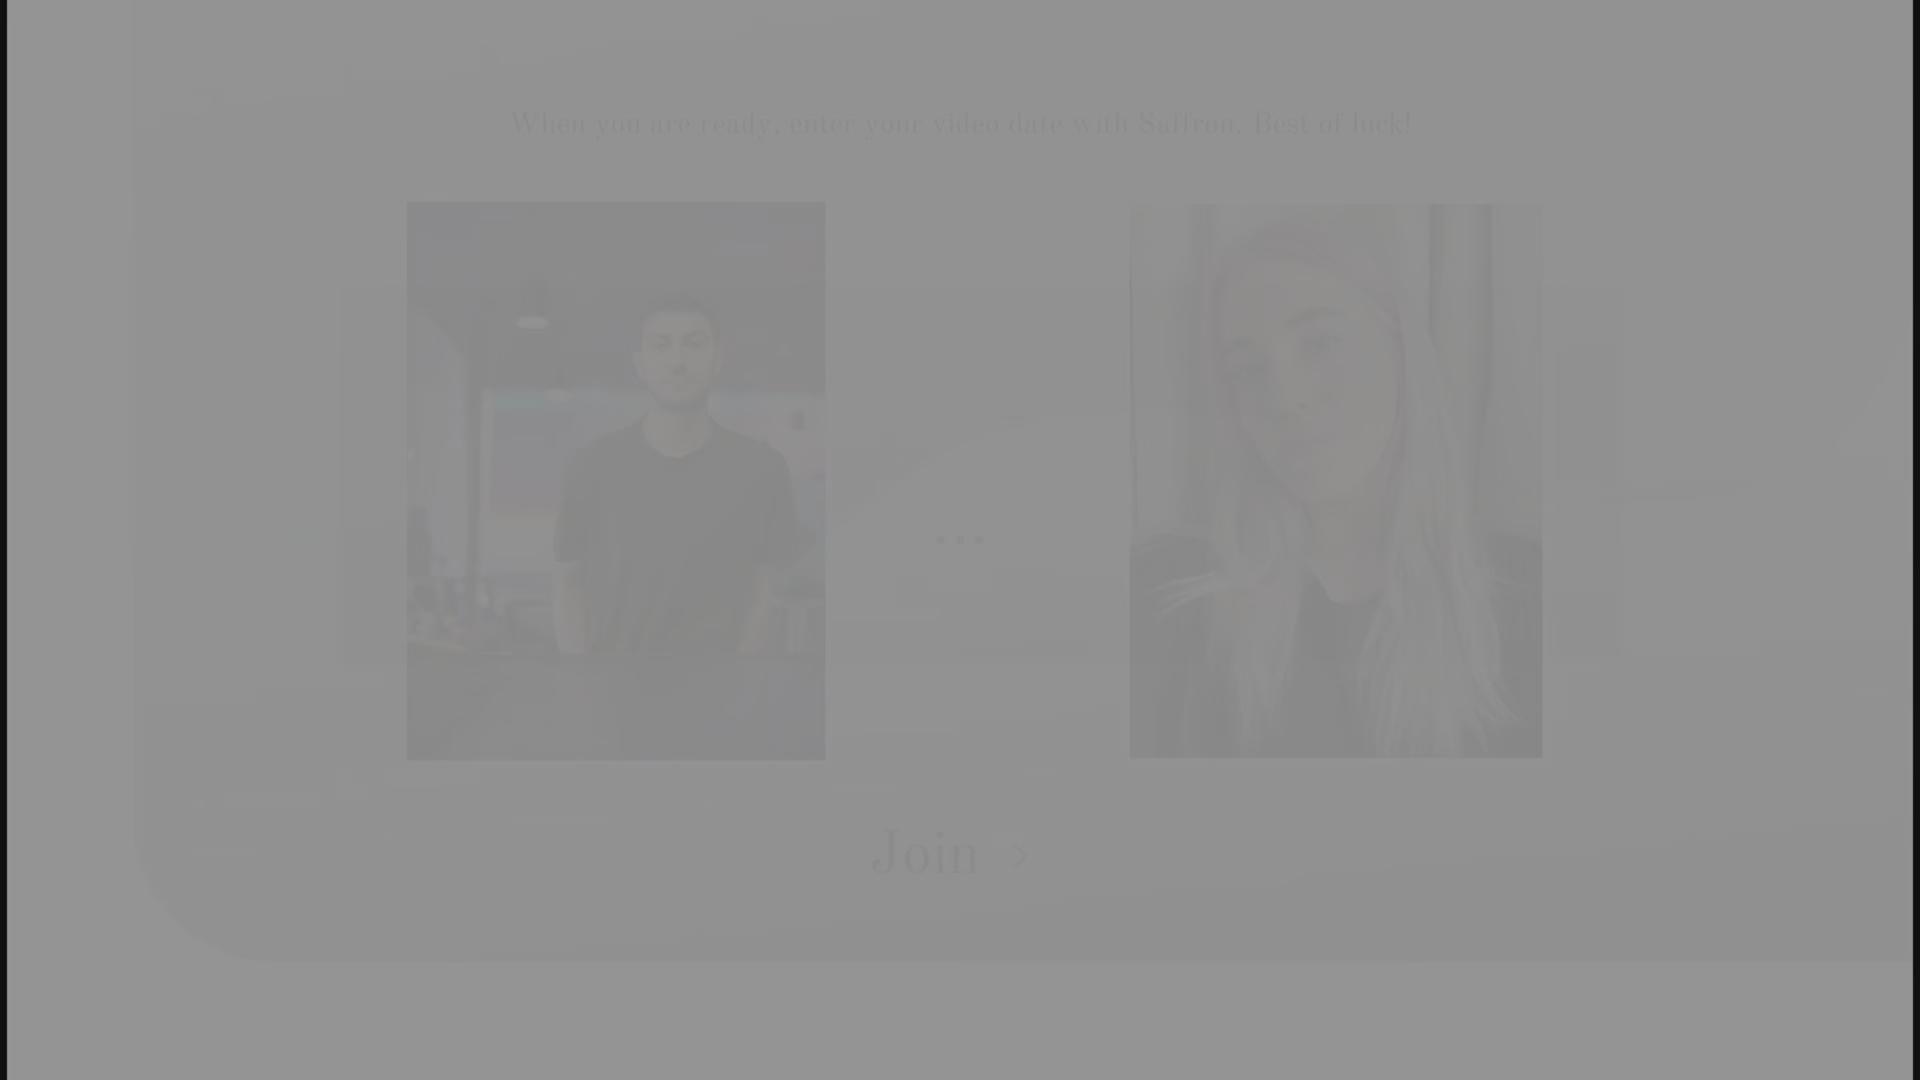 When you are ready, enter your video date with Saffron. Best of luck!
...
Join >